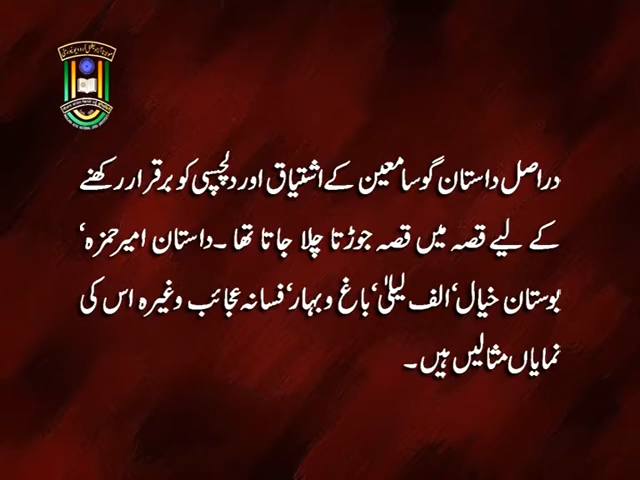 دراصل داستان گو سامعین کے اشتیاق اور دلچسپی کو برقرار رکھنے
کے لیے قصہ میں قصہ جوڑتا چلا جاتا تھا۔ داستان امیر حمزہ‘
بوستان خیال‘ الف لیلیٰ‘ باغ و بہار‘ فسانہ عجائب وغیرہ اس کی
نمایاں مثالیں ہیں۔